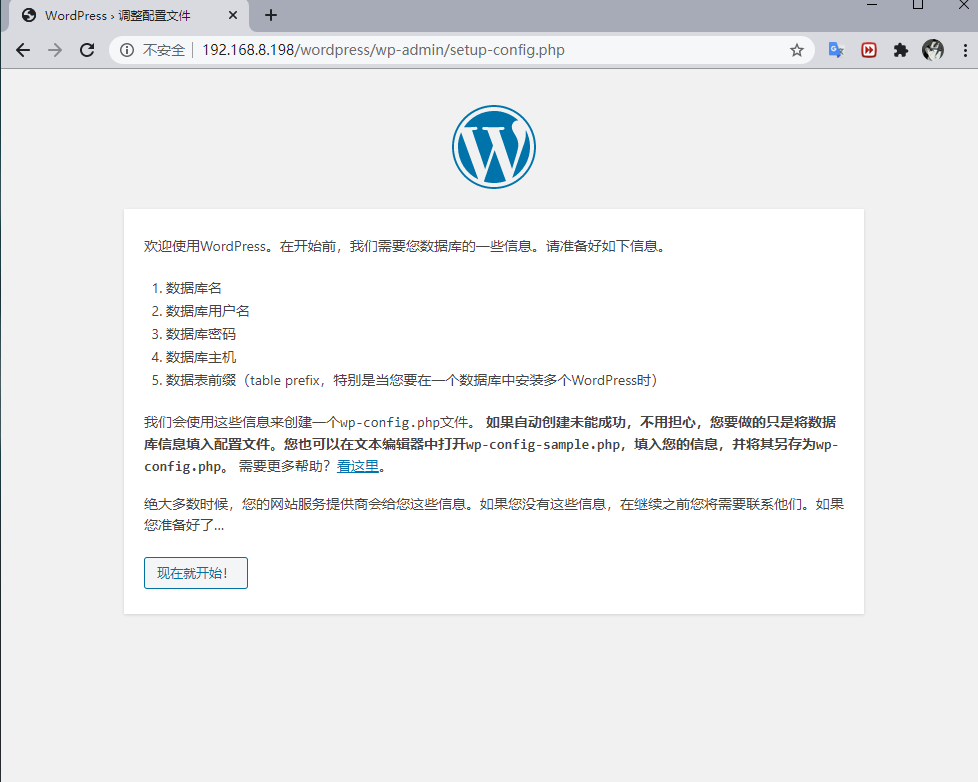 WordPress › 调整配置文件
不安全 192.168.8.198/wordpress/wp-admin/setup-config.php
欢迎使用WordPress。在开始前，我们需要您数据库的一些信息。请准备好如下信息。
1. 数据库名
2. 数据库用户名
3. 数据库密码
4. 数据库主机
5. 数据表前缀（table prefix，特别是当您要在一个数据库中安装多个WordPress时）
我们会使用这些信息来创建一个wp-config.php文件。 如果自动创建未能成功，不用担心，您要做的只是将数据
库信息填入配置文件。您也可以在文本编辑器中打开wp-config-sample.php，填入您的信息，并将其另存为wp-
config.php。 需要更多帮助？看这里。
绝大多数时候，您的网站服务提供商会给您这些信息。如果您没有这些信息，在继续之前您将需要联系他们。如果
您准备好了…
现在就开始！